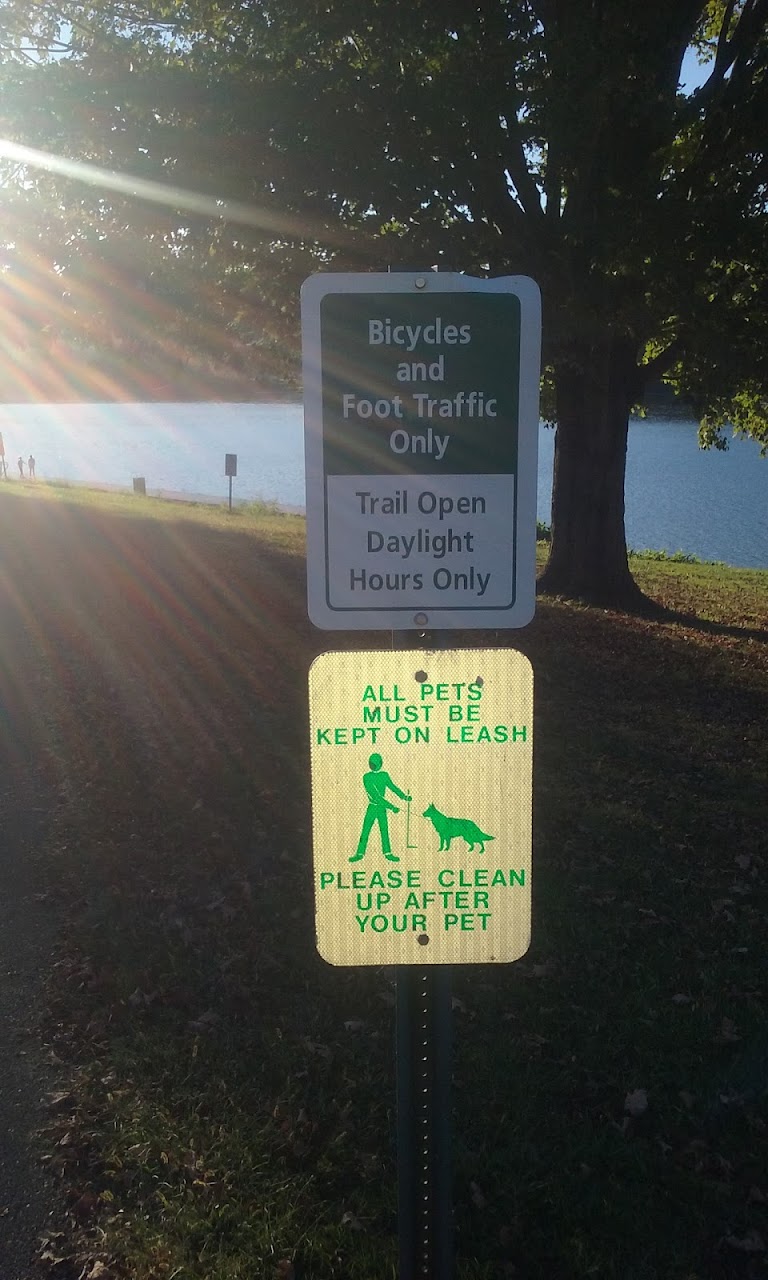 Bicycles
and
Foot Traffic
Only
Trail Open
Daylight
Hours Only
ALL PETS
MUST BE
KEPT ON LEASH
PLEASE CLEAN
UP AFTER
YOUR PET